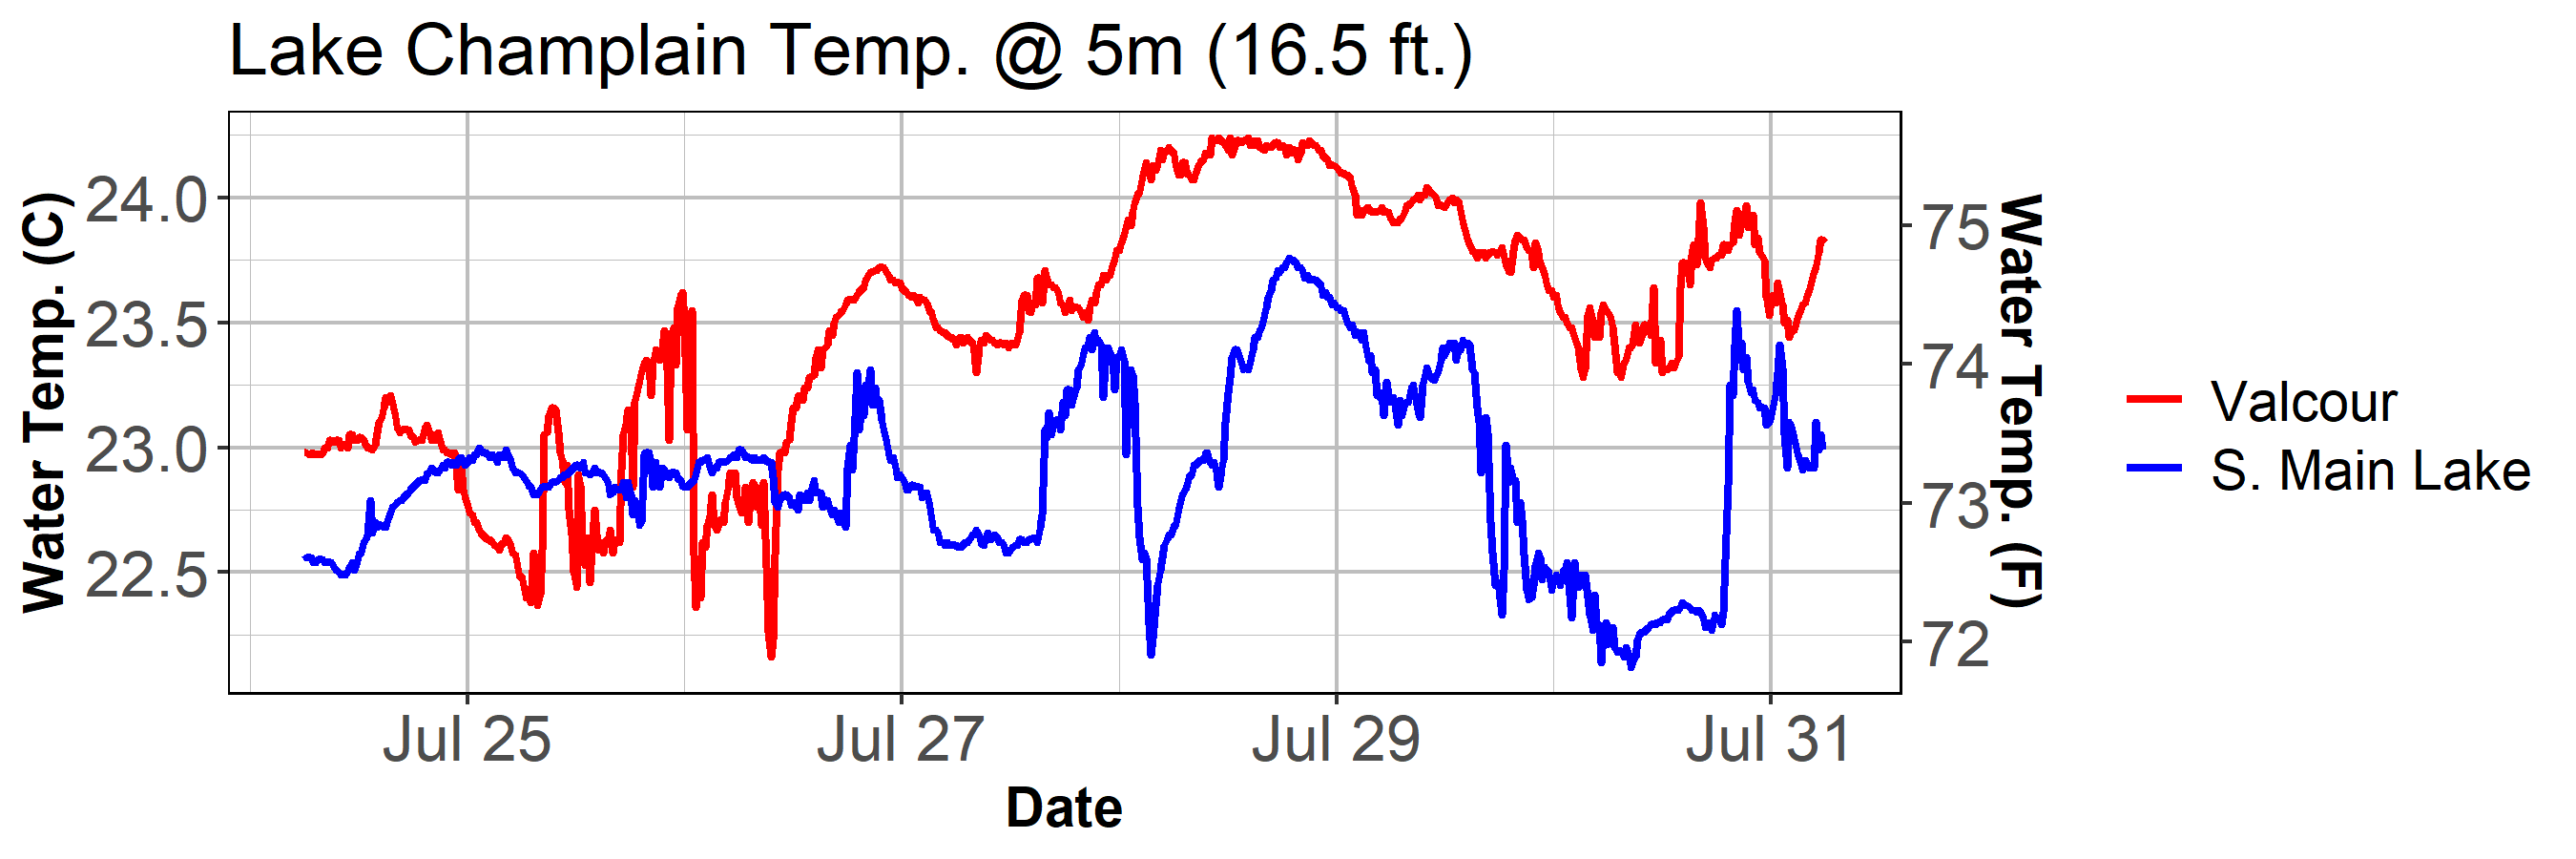 Lake Champlain Temp. @ 5m (16.5 ft.)
Water Temp. (C)
24.0
23.5
23.0
22.5
75
74
73
72
Water Temp. (F)
Jul 25
Jul 27
Jul 29
Jul 31
Date
Valcour
S. Main Lake